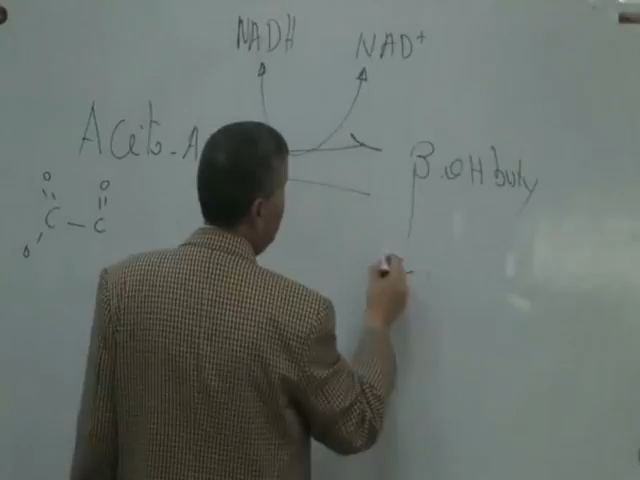 NADH NAD+
Aceto-A β.OH buty
O O
C – C
O